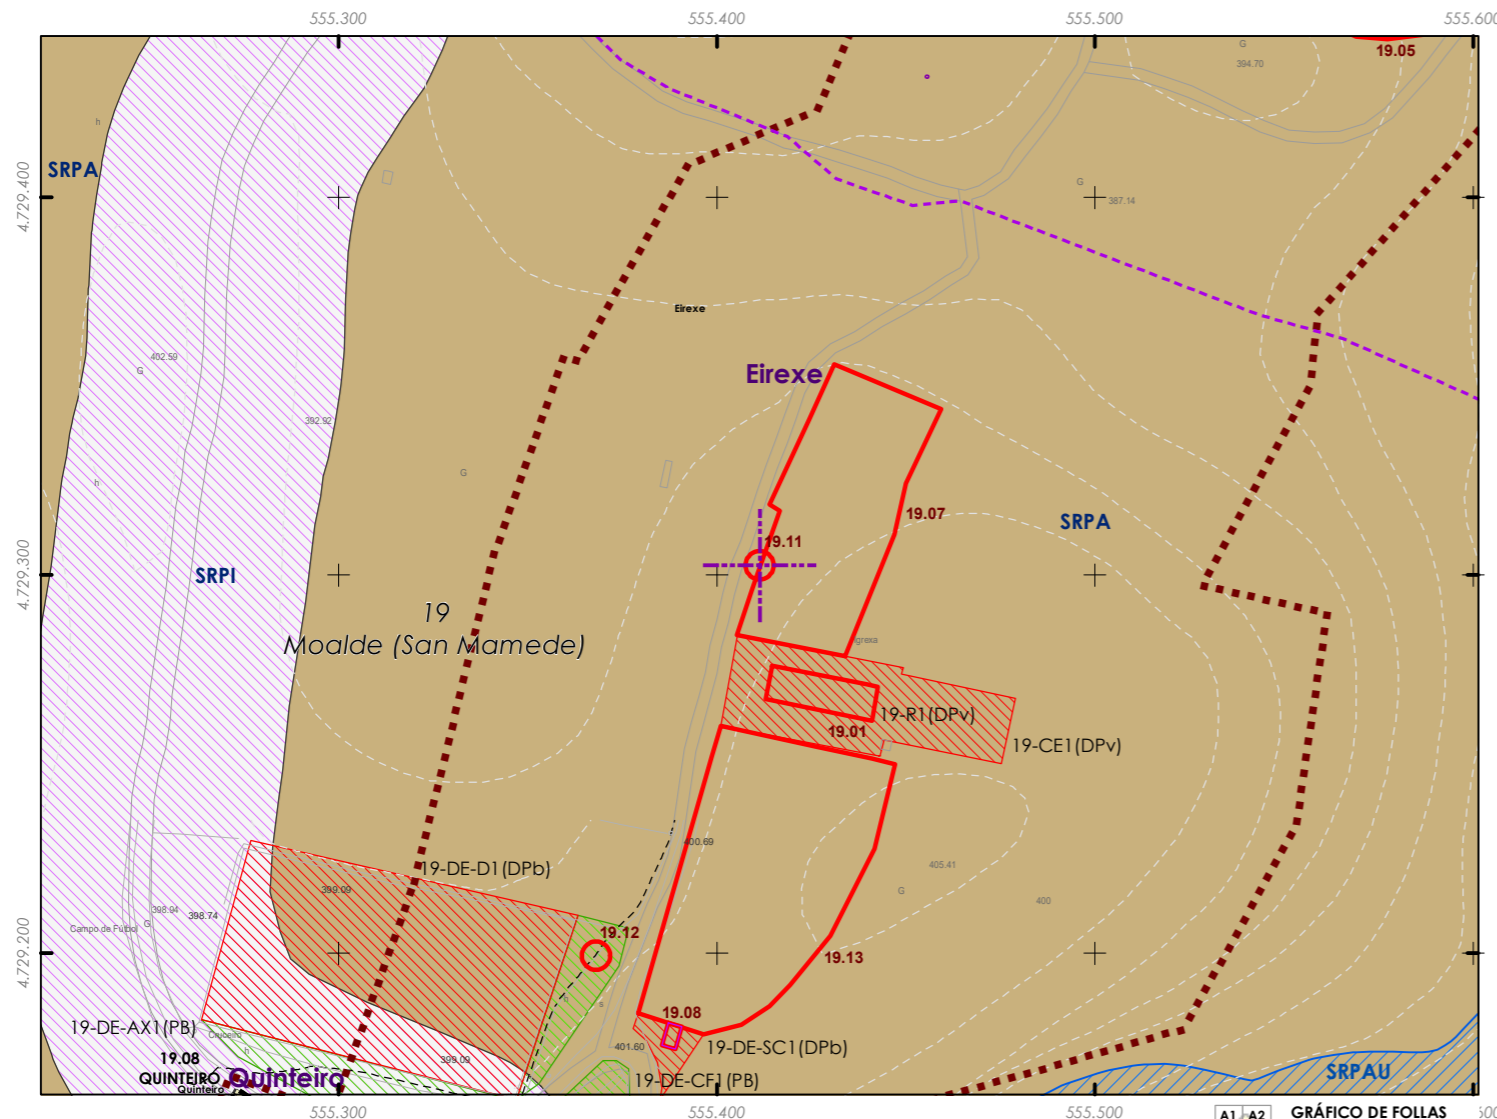 555.300
555.400
555.500
555.600
19.05
G
394.70
h
SRPA
4.729.400
G
387.14
Eirexe
402.59
G
Eirexe
392.92
G
h
19.07
SRPA
19.11
4.729.300
SRPI
19
Moalde (San Mamede)
Igrexa
19-R1(DPv)
19.01
19-CE1(DPv)
400.69
405.41
19-DE-D1(DPb)
399.09
G
400
398.94
398.74
G
Campo de Fútbol
19.12
4.729.200
19.13
h
s
19.08
19-DE-AX1(PB)
Cruceiro
h
401.60
19-DE-SC1(DPb)
19.08
399.09
SRPAU
QUINTEIRO
Quinteiro
19-DE-CF1(PB)
Quinteiro
555.300
555.400
555.500
A1
A2
GRÁFICO DE FOLLAS